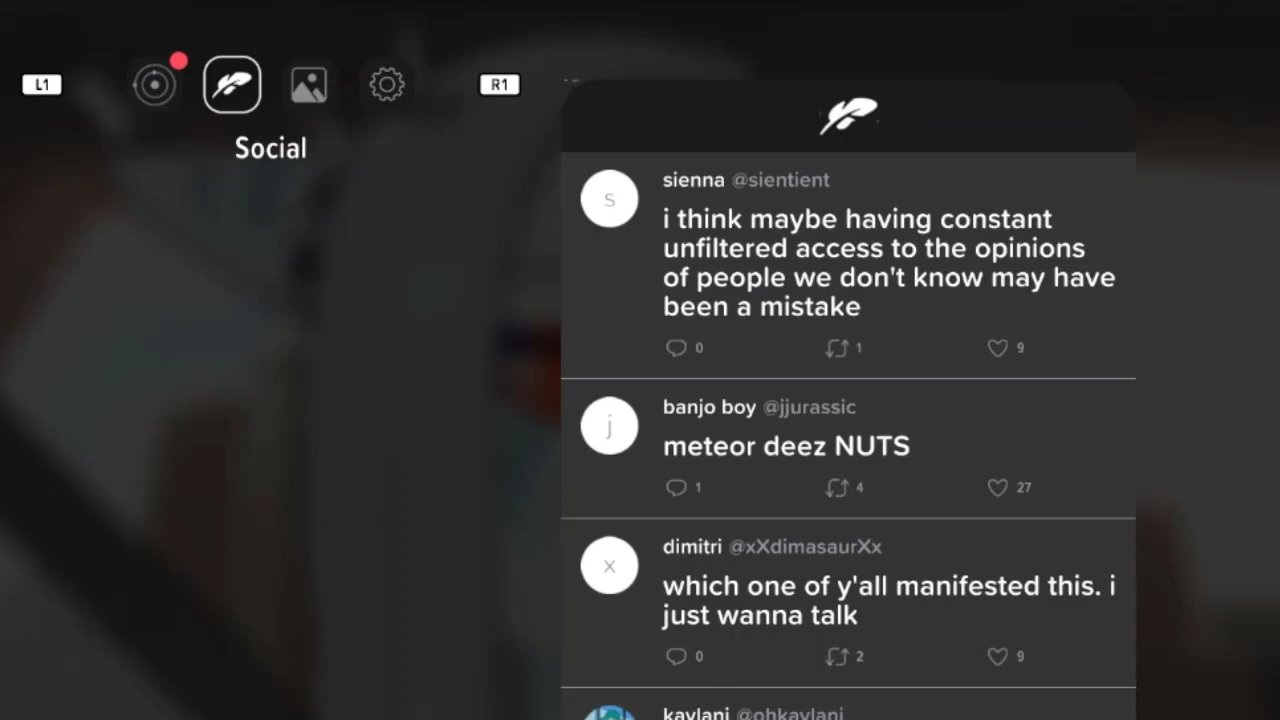 L1
R1
Social
s
sienna @sientient
i think maybe having constant
unfiltered access to the opinions
of people we don't know may have
been a mistake
0 1 9
j
banjo boy @jjurassic
meteor deez NUTS
1 4 27
x
dimitri @xXdimasaurXx
which one of y'all manifested this. i
just wanna talk
0 2 9
kaylani @ohkaylani